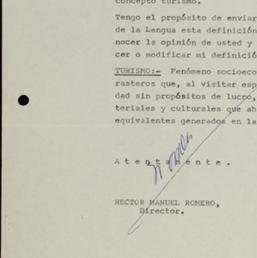 concepto turismo.
Tengo el propósito de enviar
de la Lengua esta definición
nocer la opinión de usted y
cer o modificar mi definició
TURISMO:- Fenómeno socioeco
rasteros que, al visitar esp
dad sin propósitos de lucro,
teriales y culturales que ah
equivalentes generados en la
Atentamente.
HECTOR MANUEL ROMERO,
Director.